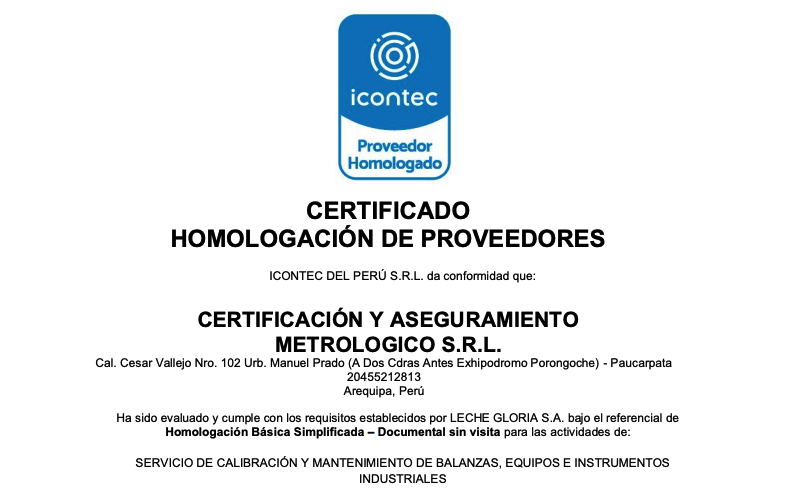 icontec
Proveedor
Homologado
CERTIFICADO
HOMOLOGACIÓN DE PROVEEDORES
ICONTEC DEL PERÚ S.R.L. da conformidad que:
CERTIFICACIÓN Y ASEGURAMIENTO
METROLOGICO S.R.L.
Cal. Cesar Vallejo Nro. 102 Urb. Manuel Prado (A Dos Cdras Antes Exhipodromo Porongoche) - Paucarpata
20455212813
Arequipa, Perú
Ha sido evaluado y cumple con los requisitos establecidos por LECHE GLORIA S.A. bajo el referencial de
Homologación Básica Simplificada – Documental sin visita para las actividades de:
SERVICIO DE CALIBRACIÓN Y MANTENIMIENTO DE BALANZAS, EQUIPOS E INSTRUMENTOS
INDUSTRIALES